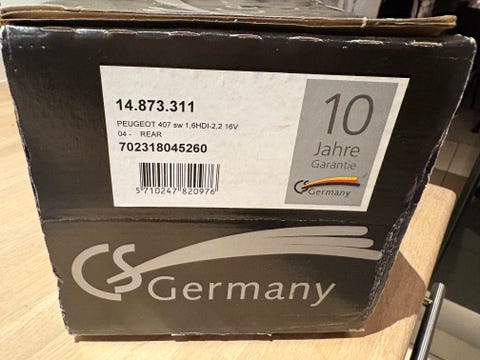 14.873.311
PEUGEOT 407 sw 1,6HDI-2,2 16V
04 - REAR
702318045260
5 710247 820976
10
Jahre
Garantie
CS Germany
CS Germany